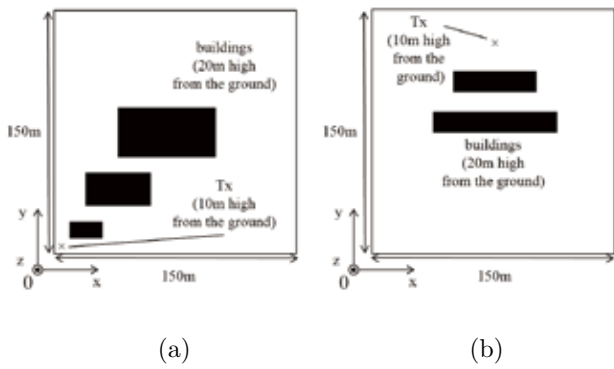 buildings
(20m high
from the ground)
150m
Tx
(10m high
from the ground)
y
z
0
x
150m
(a)
Tx
(10m high
from the
ground)
150m
buildings
(20m high
from the ground)
y
z
0
x
150m
(b)